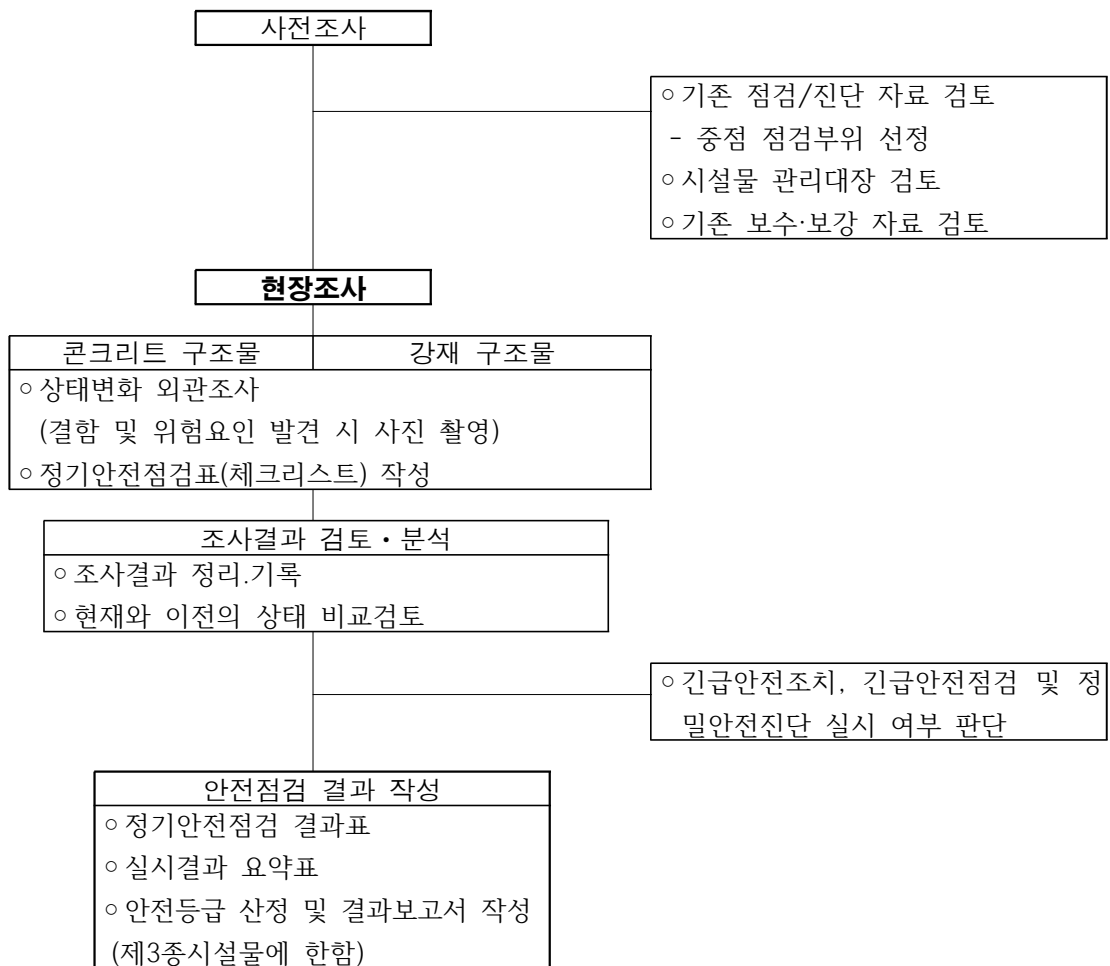 사전조사
○기존 점검/진단 자료 검토
- 중점 점검부위 선정
○시설물 관리대장 검토
○기존 보수·보강 자료 검토
현장조사
콘크리트 구조물
강재 구조물
○상태변화 외관조사
(결함 및 위험요인 발견 시 사진 촬영)
○정기안전점검표(체크리스트) 작성
조사결과 검토・분석
○조사결과 정리.기록
○현재와 이전의 상태 비교검토
○긴급안전조치, 긴급안전점검 및 정
밀안전진단 실시 여부 판단
안전점검 결과 작성
○정기안전점검 결과표
○실시결과 요약표
○안전등급 산정 및 결과보고서 작성
(제3종시설물에 한함)